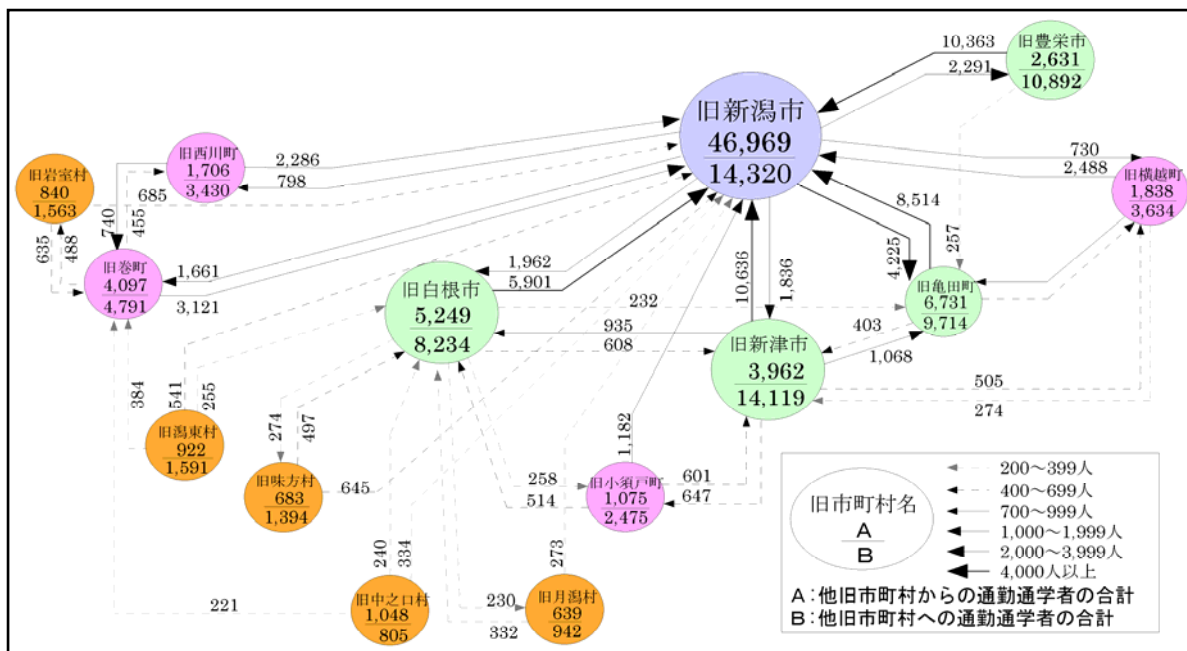 10,363
2,291
旧豊栄市
2,631
10,892
旧新潟市
46,969
14,320
旧西川町
1,706
3,430
2,286
798
730
2,488
旧横越町
1,838
3,634
旧岩室村
840
1,563
685
740
455
635
488
8,514
4,225
257
旧巻町
4,097
4,791
1,661
3,121
1,962
5,901
旧白根市
5,249
8,234
10,636
1,836
232
旧亀田町
6,731
9,714
935
608
旧新津市
3,962
14,119
403
1,068
505
274
384
541
255
旧潟東村
922
1,591
274
497
旧味方村
683
1,394
645
258
514
1,182
旧小須戸町
1,075
2,475
601
647
240
334
273
旧中之口村
1,048
805
221
230
332
旧月潟村
639
942
旧市町村名
A
B
200～399人
400～699人
700～999人
1,000～1,999人
2,000～3,999人
4,000人以上
A：他旧市町村からの通勤通学者の合計
B：他旧市町村への通勤通学者の合計